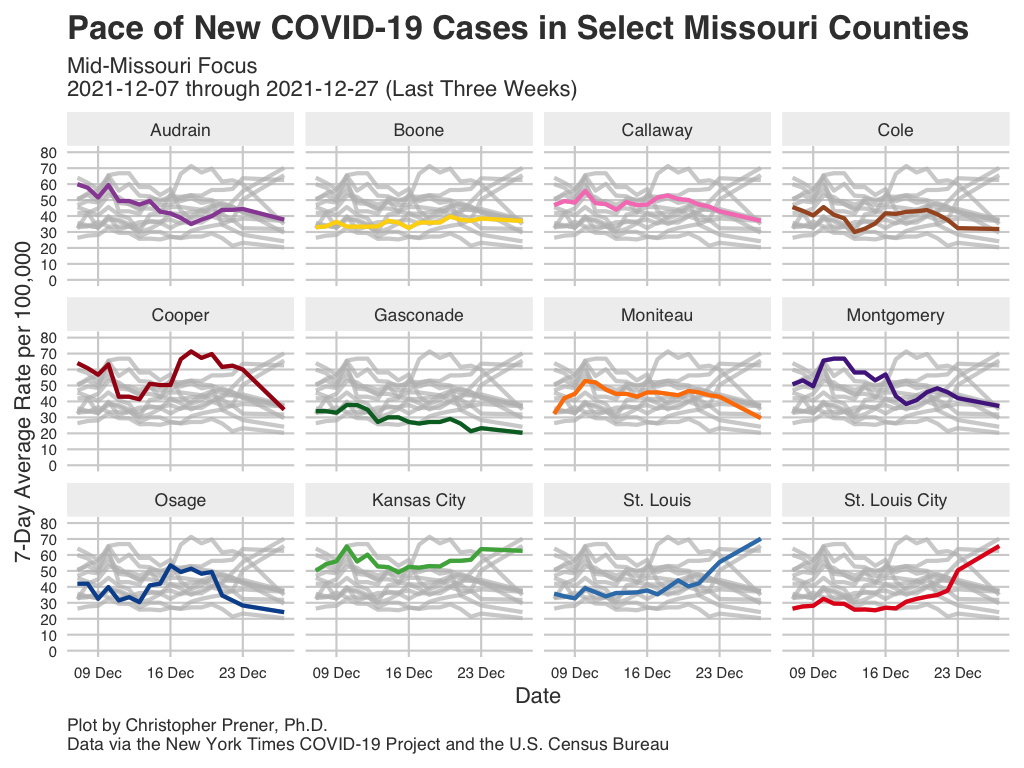 Pace of New COVID-19 Cases in Select Missouri Counties
Mid-Missouri Focus
2021-12-07 through 2021-12-27 (Last Three Weeks)
7-Day Average Rate per 100,000
Audrain
Boone
Callaway
Cole
80
70
60
50
40
30
20
10
0
Cooper
Gasconade
Moniteau
Montgomery
80
70
60
50
40
30
20
10
0
Osage
Kansas City
St. Louis
St. Louis City
80
70
60
50
40
30
20
10
0
09 Dec 16 Dec 23 Dec 09 Dec 16 Dec 23 Dec 09 Dec 16 Dec 23 Dec 09 Dec 16 Dec 23 Dec
Date
Plot by Christopher Prener, Ph.D.
Data via the New York Times COVID-19 Project and the U.S. Census Bureau